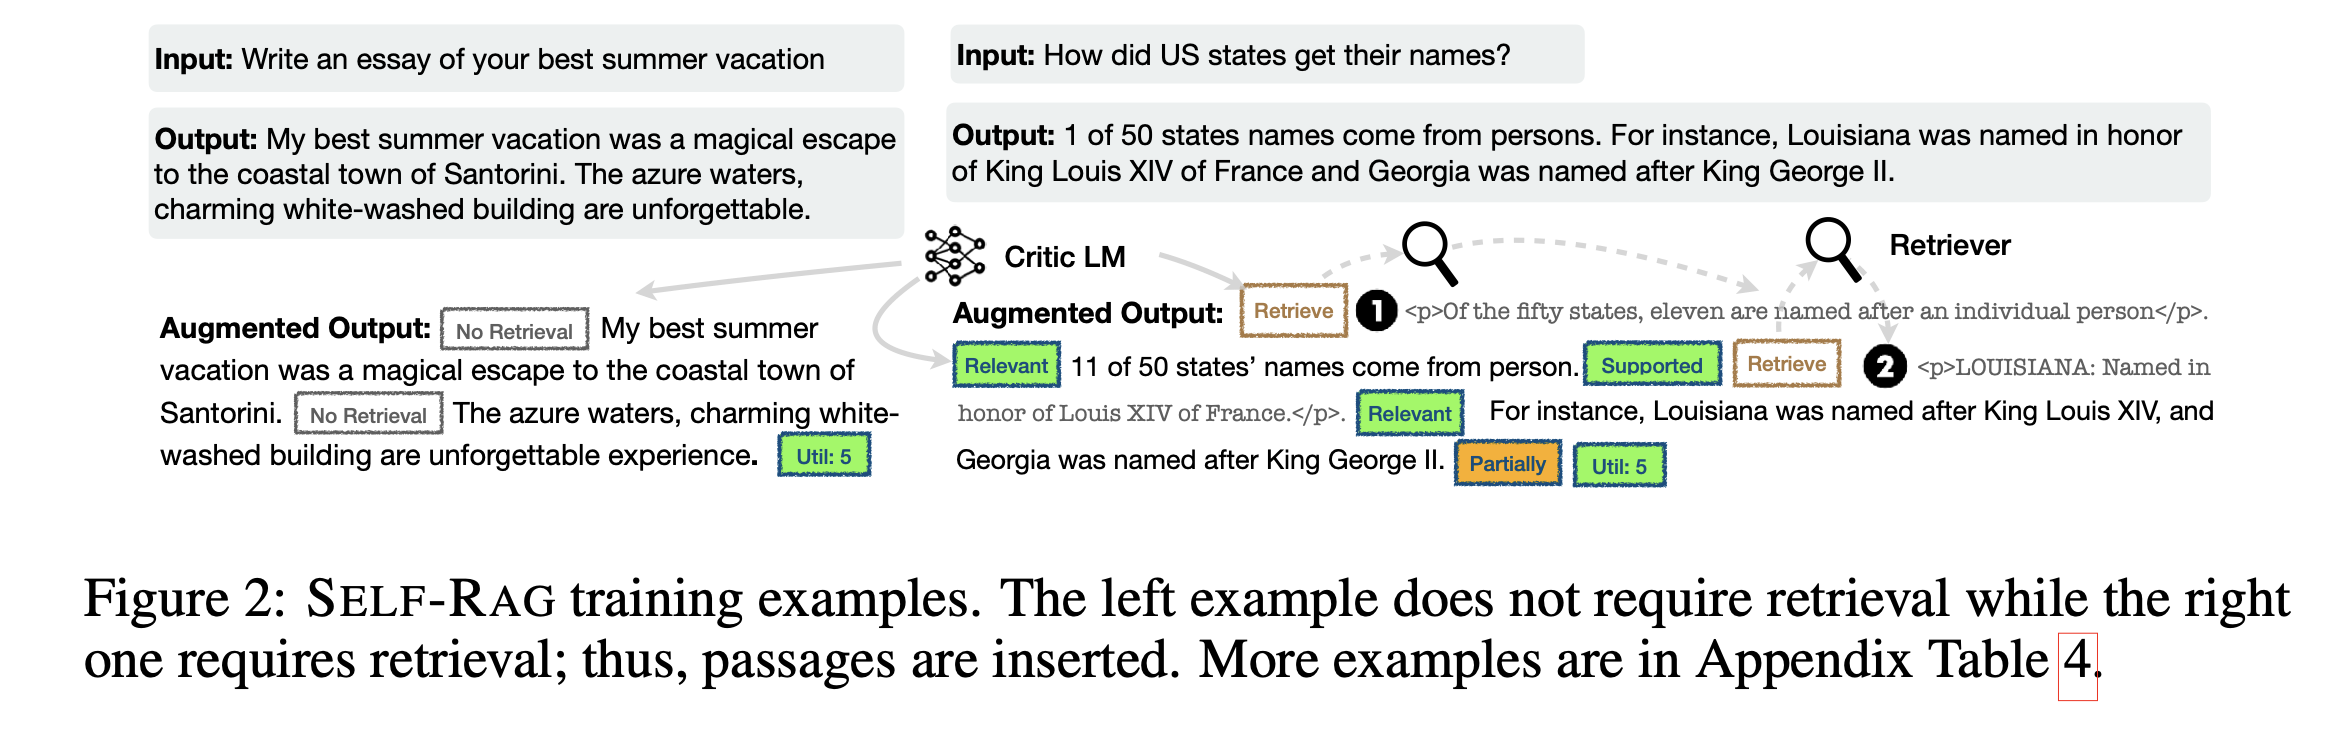 Input: Write an essay of your best summer vacation
Output: My best summer vacation was a magical escape
to the coastal town of Santorini. The azure waters,
charming white-washed building are unforgettable.
Input: How did US states get their names?
Output: 1 of 50 states names come from persons. For instance, Louisiana was named in honor
of King Louis XIV of France and Georgia was named after King George II.
Critic LM
Retriever
Augmented Output: No Retrieval My best summer
vacation was a magical escape to the coastal town of
Santorini. No Retrieval The azure waters, charming white-
washed building are unforgettable experience. Util: 5
Augmented Output: Retrieve 1 <p>Of the fifty states, eleven are named after an individual person</p>.
Relevant 11 of 50 states' names come from person. Supported Retrieve 2 <p>LOUISIANA: Named in
honor of Louis XIV of France.</p>. Relevant For instance, Louisiana was named after King Louis XIV, and
Georgia was named after King George II. Partially Util: 5
Figure 2: SELF-RAG training examples. The left example does not require retrieval while the right
one requires retrieval; thus, passages are inserted. More examples are in Appendix Table 4.